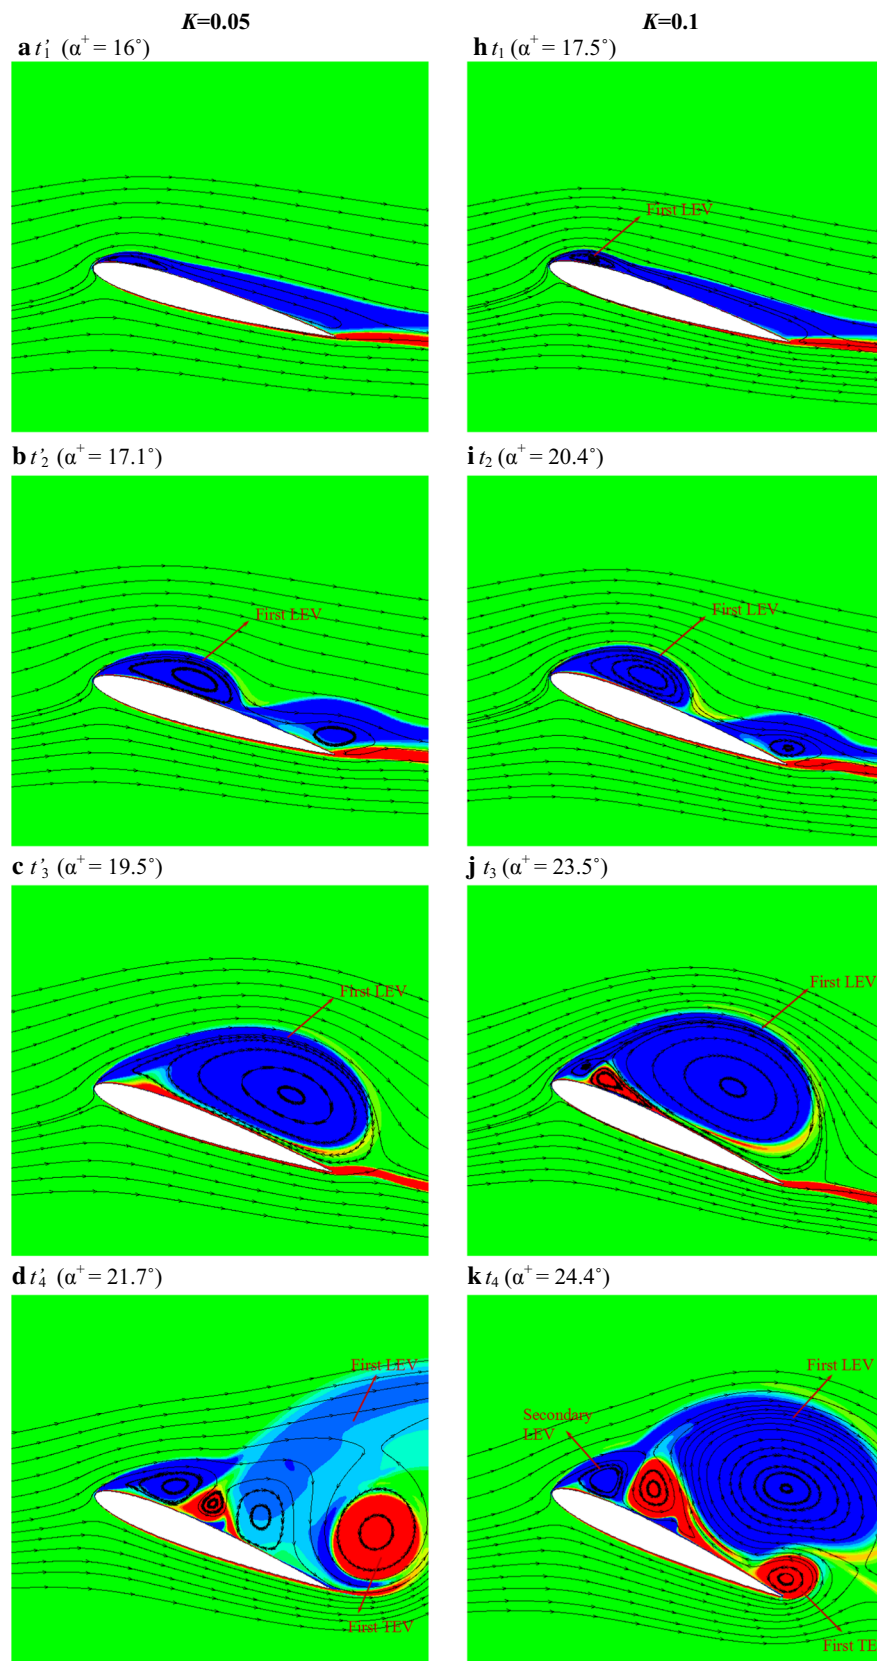 K=0.05
K=0.1
a t'1 (α+ = 16°)
h t1 (α+ = 17.5°)
First LEV
b t'2 (α+ = 17.1°)
i t2 (α+ = 20.4°)
First LEV
First LEV
c t'3 (α+ = 19.5°)
j t3 (α+ = 23.5°)
First LEV
First LEV
d t'4 (α+ = 21.7°)
k t4 (α+ = 24.4°)
First LEV
First LEV
Secondary
LEV
First TEV
First TE